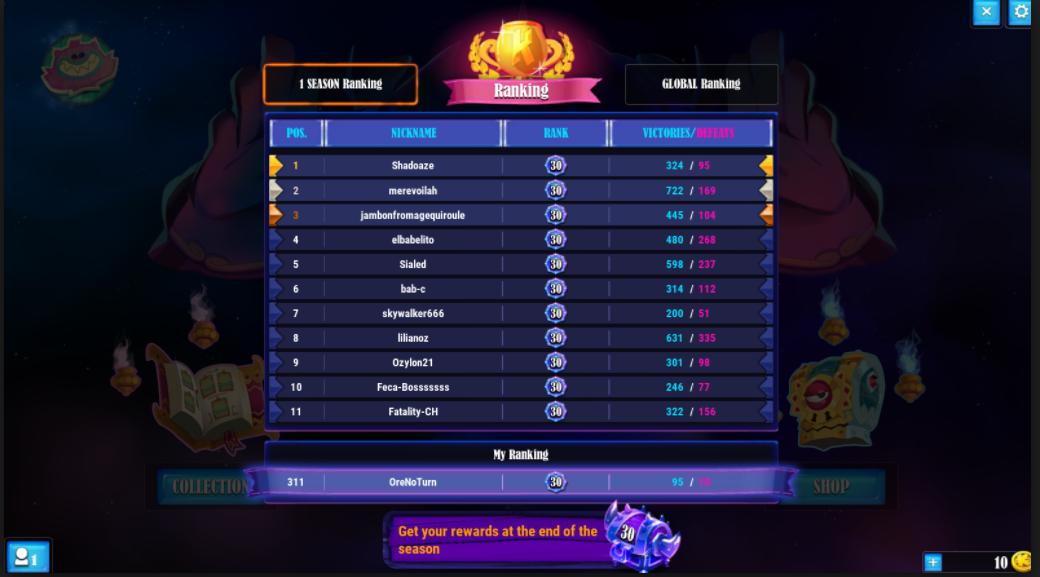 1 SEASON Ranking
Ranking
GLOBAL Ranking
POS. NICKNAME RANK VICTORIES/DEFEATS
1 Shadoaze 30 324 / 95
2 merevoilah 30 722 / 169
3 jambonfromagequiroule 30 445 / 104
4 elbabelito 30 480 / 268
5 Sialed 30 598 / 237
6 bab-c 30 314 / 112
7 skywalker666 30 200 / 51
8 lilianoz 30 631 / 335
9 Ozylon21 30 301 / 98
10 Feca-Bosssssss 30 246 / 77
11 Fatality-CH 30 322 / 156
My Ranking
311 OreNoTurn 30 95 /
COLLECTION
SHOP
Get your rewards at the end of the
season
30
1
10